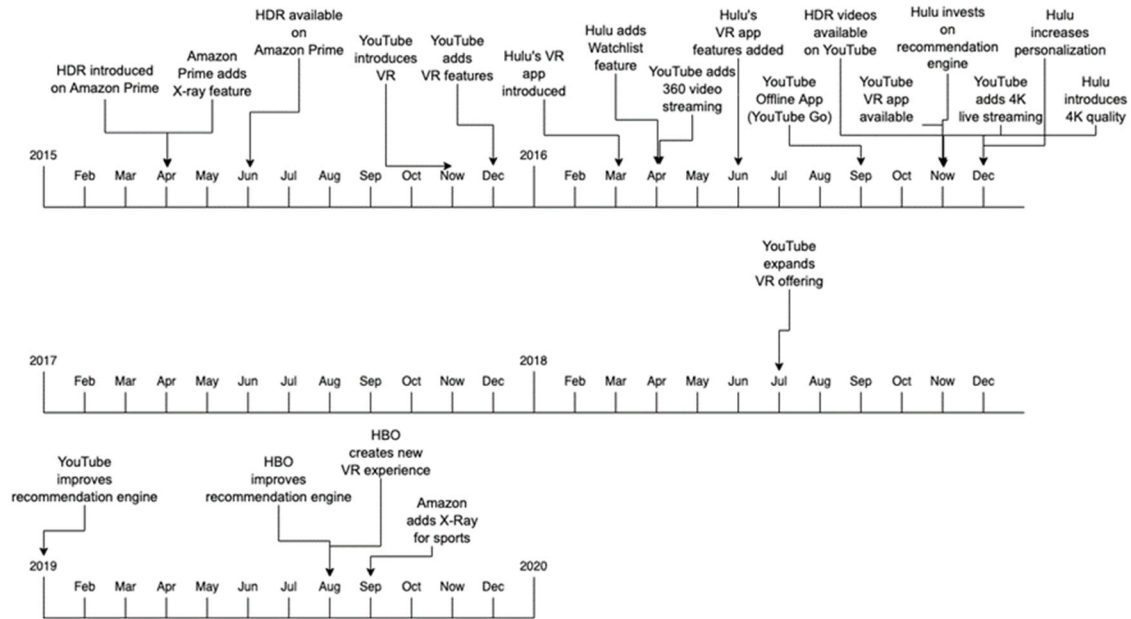 HDR introduced
on Amazon Prime
Amazon
Prime adds
X-ray feature
HDR available
on
Amazon Prime
YouTube
introduces
VR
YouTube
adds
VR features
Hulu's VR
app
introduced
Hulu adds
Watchlist
feature
YouTube adds
360 video
streaming
Hulu's
VR app
features added
YouTube
Offline App
(YouTube Go)
HDR videos
available
on YouTube
YouTube
VR app
available
Hulu invests
on
recommendation
engine
YouTube
adds 4K
live streaming
Hulu
increases
personalization
Hulu
introduces
4K quality
2015 Feb Mar Apr May Jun Jul Aug Sep Oct Now Dec 2016 Feb Mar Apr May Jun Jul Aug Sep Oct Now Dec
YouTube
expands
VR offering
2017 Feb Mar Apr May Jun Jul Aug Sep Oct Now Dec 2018 Feb Mar Apr May Jun Jul Aug Sep Oct Now Dec
YouTube
improves
recommendation engine
HBO
improves
recommendation engine
HBO
creates new
VR experience
Amazon
adds X-Ray
for sports
2019 Feb Mar Apr May Jun Jul Aug Sep Oct Now Dec 2020